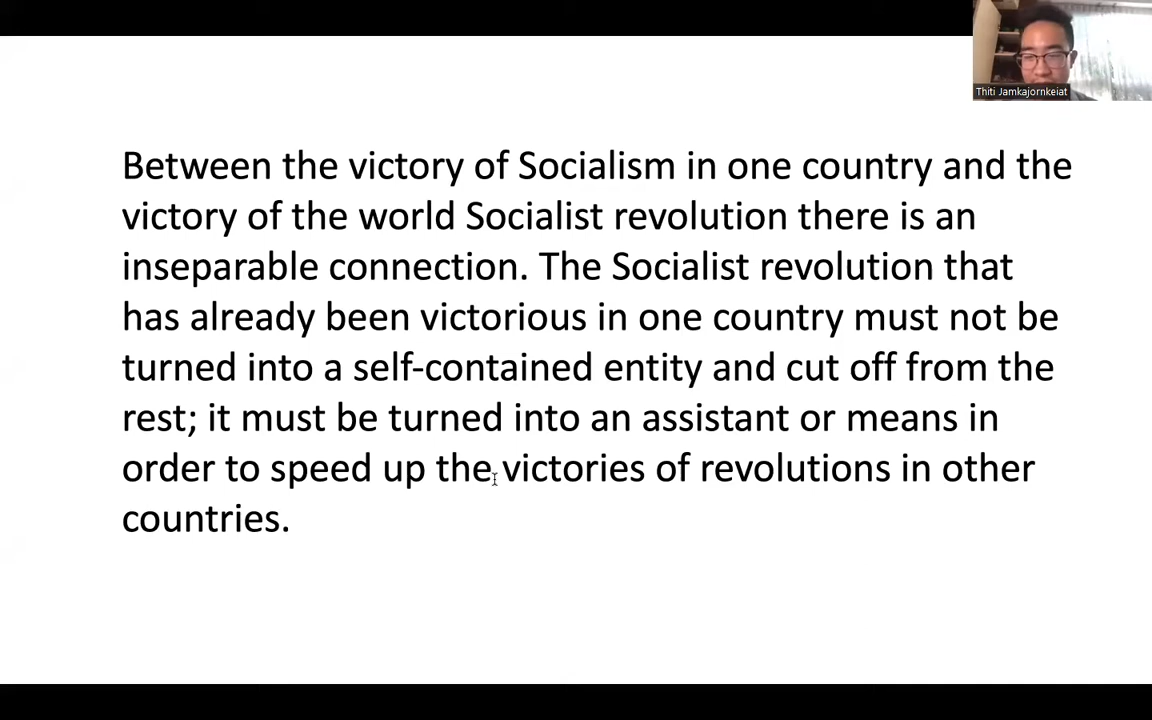 Thiti Jamkajornkeiat
Between the victory of Socialism in one country and the
victory of the world Socialist revolution there is an
inseparable connection. The Socialist revolution that
has already been victorious in one country must not be
turned into a self-contained entity and cut off from the
rest; it must be turned into an assistant or means in
order to speed up the victories of revolutions in other
countries.